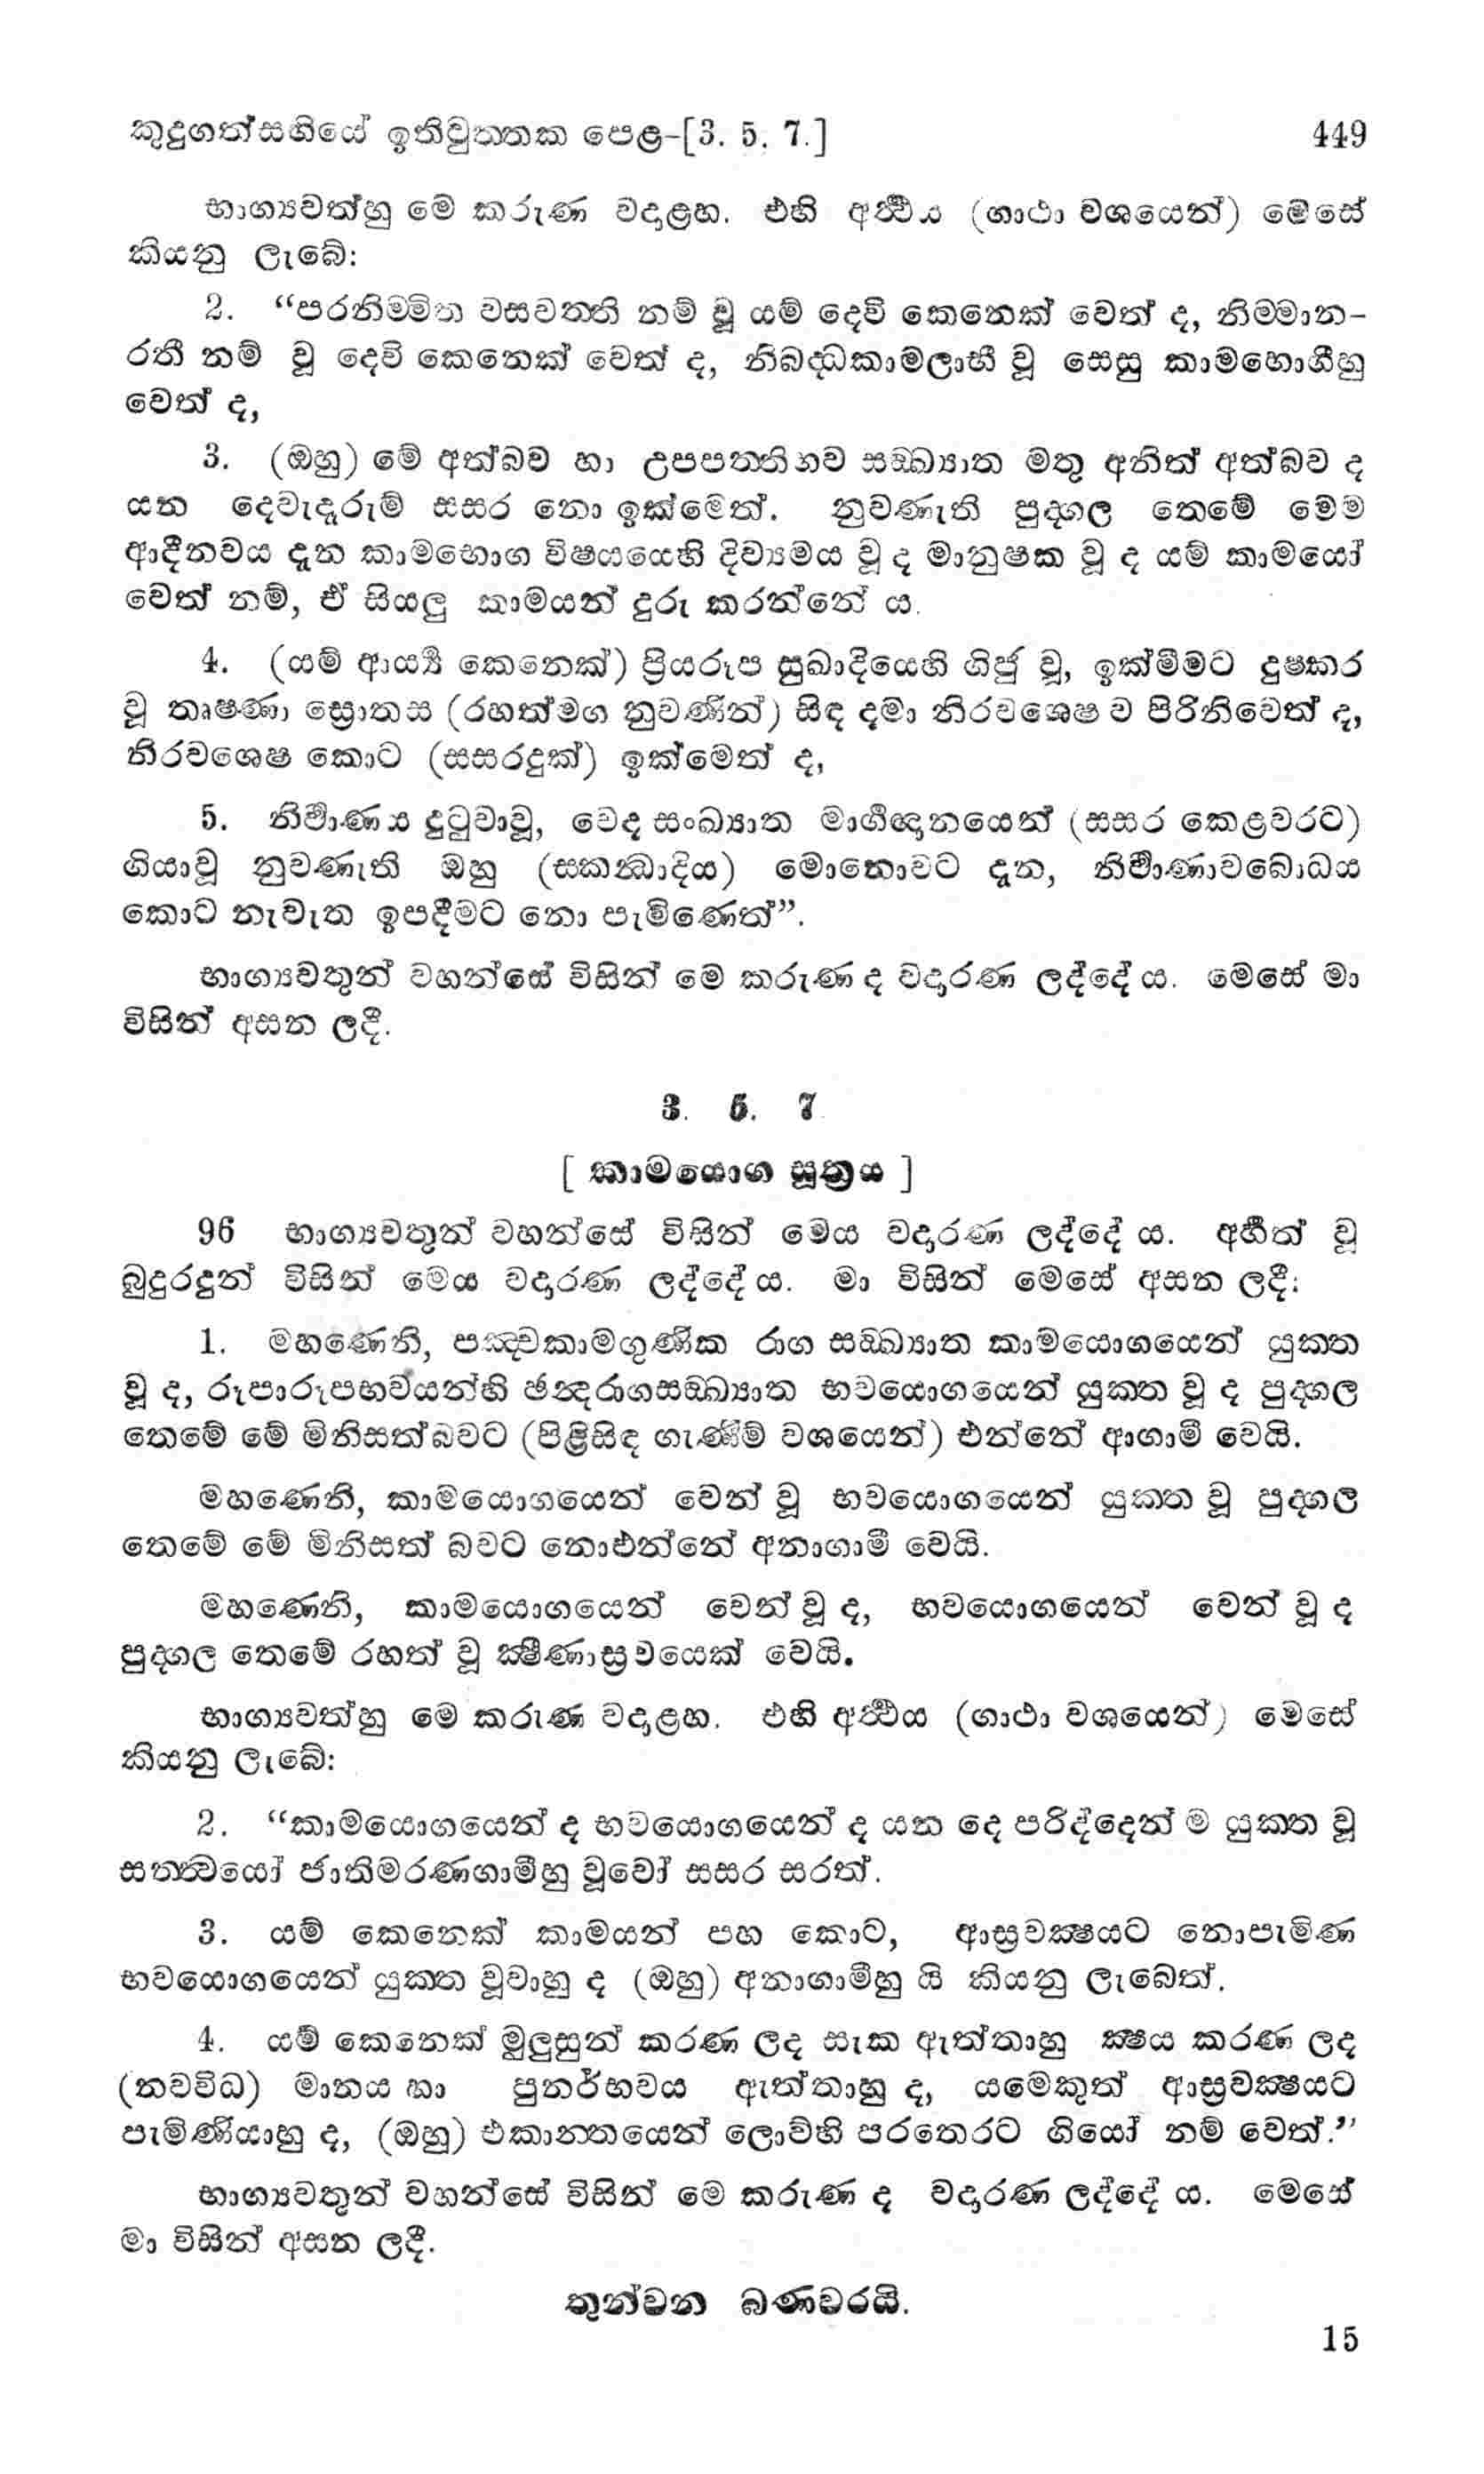 කුදුගත්සඟියේ ඉතිවුත්තක පෙළ-[3. 5. 7.] 449
භාග්‍යවත්හු මේ කරුණ වදාළහ. එහි අර්‍ත්‍ථය (ගාථා වශයෙන්) මෙසේ
කියනු ලැබේ:
2. “පරනිම්මිත වසවත්ති නම් වූ යම් දෙවි කෙනෙක් වෙත් ද, නිම්මාන-
රතී නම් වූ දෙවි කෙනෙක් වෙත් ද, නිබද්ධකාමලාභී වූ සෙසු කාමභොගීහු
වෙත් ද,
3. (ඔහු) මේ අත්බව හා උපපත්තිභව සඞ්ඛ්‍යාත මතු අනිත් අත්බව ද
යන දෙවැදෑරුම් සසර නො ඉක්මෙත්. නුවණැති පුද්ගල තෙමේ මෙම
ආදීනවය දැන කාමභොග විෂයයෙහි දිව්‍යමය වූ ද මානුෂක වූ ද යම් කාමයෝ
වෙත් නම්, ඒ සියලු කාමයන් දුරු කරන්නේ ය.
4. (යම් ආර්‍ය්‍ය කෙනෙක්) ප්‍රියරූප සුඛාදියෙහි ගිජු වූ, ඉක්මීමට දුෂ්කර
වූ තෘෂ්ණා ස්‍රොතස (රහත්මග නුවණින්) සිඳ දමා නිරවශෙෂ ව පිරිනිවෙත් ද,
නිරවශෙෂ කොට (සසරදුක්) ඉක්මෙත් ද,
5. නිර්‍වාණය දුටුවාවූ, වෙද සංඛ්‍යාත මාර්‍ගඥානයෙන් (සසර කෙළවරට)
ගියාවූ නුවණැති ඔහු (ස්කන්‍ධාදිය) මොනොවට දැන, නිර්‍වාණාවබොධය
කොට නැවැත ඉපදීමට නො පැමිණෙත්”.
භාග්‍යවතුන් වහන්සේ විසින් මෙ කරුණ ද වදාරණ ලද්දේ ය. මෙසේ මා
විසින් අසන ලදී.
3. 5. 7
[ කාමයොග සූත්‍රය ]
96 භාග්‍යවතුන් වහන්සේ විසින් මෙය වදාරණ ලද්දේ ය. අර්‍හත් වූ
බුදුරදුන් විසින් මෙය වදාරණ ලද්දේ ය. මා විසින් මෙසේ අසන ලදී:
1. මහණෙනි, පඤ්චකාමගුණික රාග සඞ්ඛ්‍යාත කාමයොගයෙන් යුක්ත
වූ ද, රූපාරූපභවයන්හි ඡන්‍දරාගසඞ්ඛ්‍යාත භවයොගයෙන් යුක්ත වූ ද පුද්ගල
තෙමේ මේ මිනිසත්බවට (පිළිසිඳ ගැණීම් වශයෙන්) එන්නේ ආගාමී වෙයි.
මහණෙනි, කාමයොගයෙන් වෙන් වූ භවයොගයෙන් යුක්ත වූ පුද්ගල
තෙමේ මේ මිනිසත් බවට නොඑන්නේ අනාගාමී වෙයි.
මහණෙනි, කාමයොගයෙන් වෙන් වූ ද, භවයොගයෙන් වෙන් වූ ද
පුද්ගල තෙමේ රහත් වූ ක්‍ෂීණාස්‍රවයෙක් වෙයි.
භාග්‍යවත්හු මෙ කරුණ වදාළහ. එහි අර්‍ත්‍ථය (ගාථා වශයෙන්) මෙසේ
කියනු ලැබේ:
2. “කාමයොගයෙන් ද භවයොගයෙන් ද යන දෙ පරිද්දෙන් ම යුක්ත වූ
සත්ත්‍වයෝ ජාතිමරණගාමීහු වූවෝ සසර සරත්.
3. යම් කෙනෙක් කාමයන් පහ කොට, ආස්‍රවක්‍ෂයට නොපැමිණ
භවයොගයෙන් යුක්ත වූවාහු ද (ඔහු) අනාගාමීහු යි කියනු ලැබෙත්.
4. යම් කෙනෙක් මුලුසුන් කරණ ලද සැක ඇත්තාහු ක්‍ෂය කරණ ලද
(නවවිධ) මානය හා පුනර්භවය ඇත්තාහු ද, යමෙකුත් ආස්‍රවක්‍ෂයට
පැමිණියාහු ද, (ඔහු) එකාන්තයෙන් ලොව්හි පරතෙරට ගියෝ නම් වෙත්.”
භාග්‍යවතුන් වහන්සේ විසින් මෙ කරුණ ද වදාරණ ලද්දේ ය. මෙසේ
මා විසින් අසන ලදී.
තුන්වන බණවරයි.
15